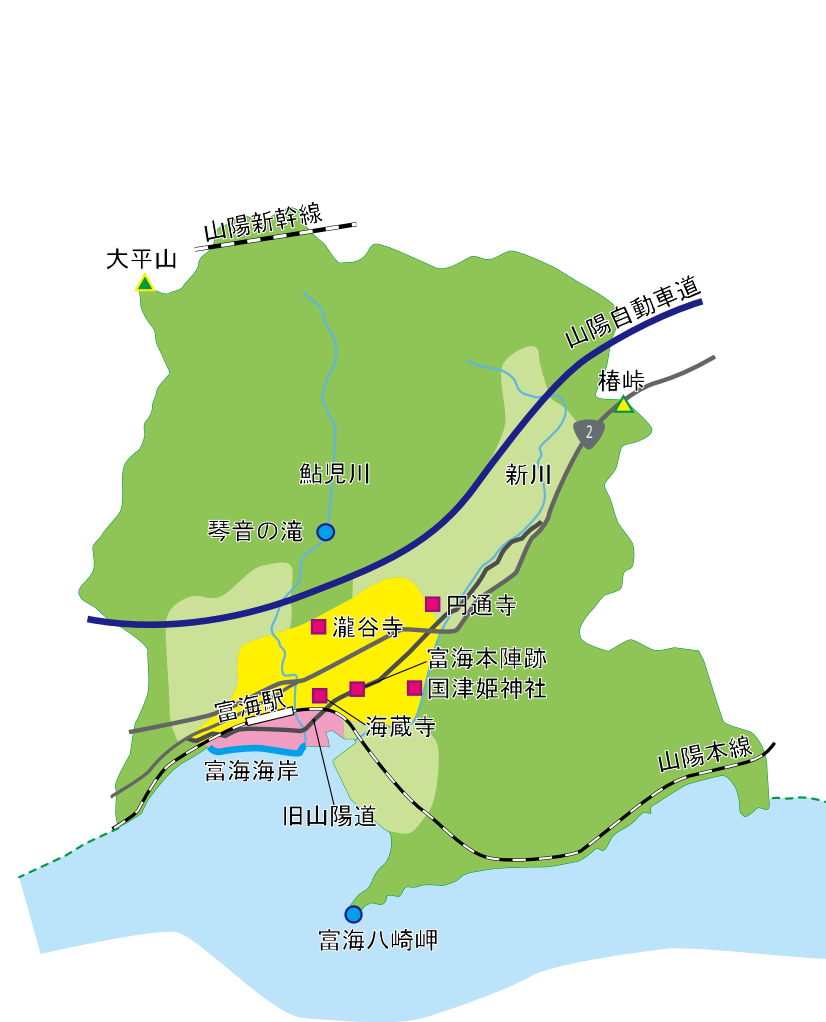 山陽新幹線
大平山
山陽自動車道
椿峠
2
鮎児川
新川
琴音の滝
円通寺
瀧谷寺
富海本陣跡
国津姫神社
富海駅
海蔵寺
山陽本線
富海海岸
旧山陽道
富海八崎岬